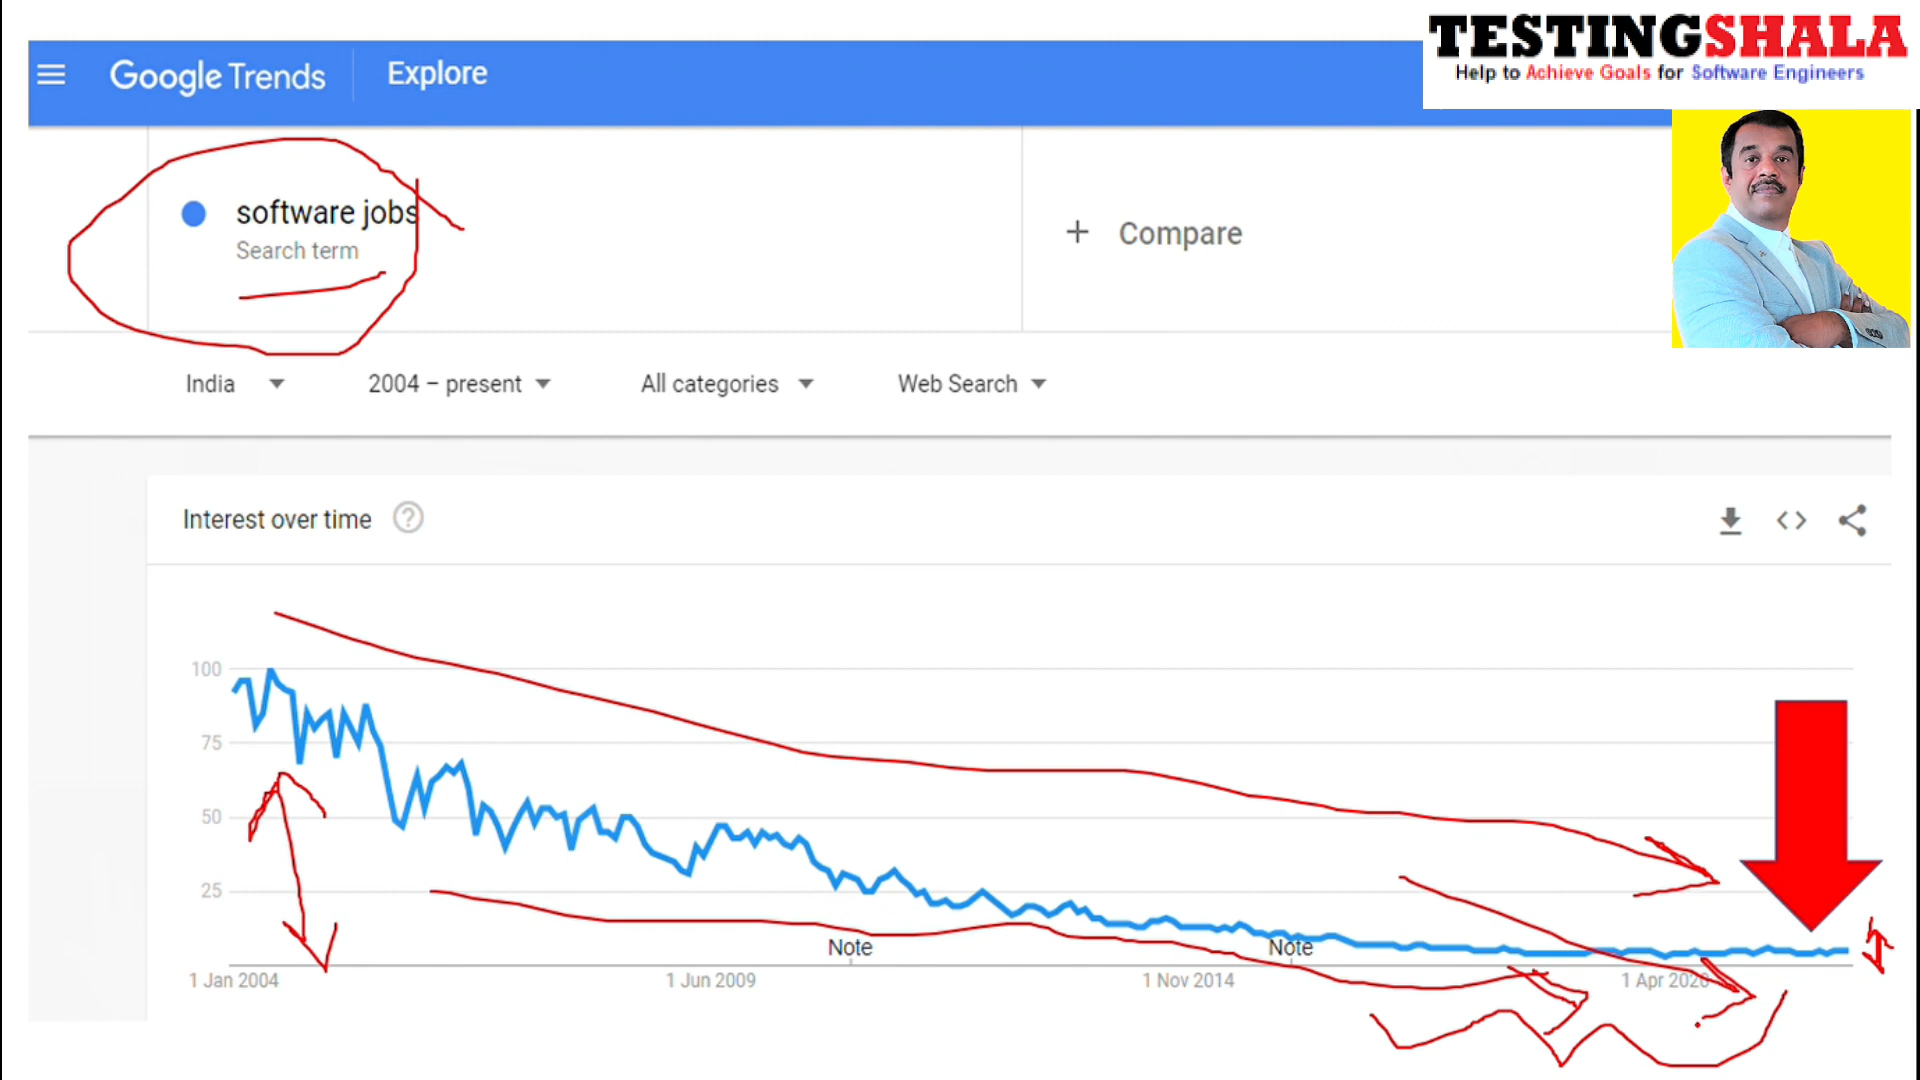 TESTINGSHALA
Help to Achieve Goals for Software Engineers
Google Trends
Explore
software jobs
Search term
+ Compare
India
2004 – present
All categories
Web Search
Interest over time
?
100
75
50
25
Note
Note
1 Jan 2004
1 Jun 2009
1 Nov 2014
1 Apr 2020